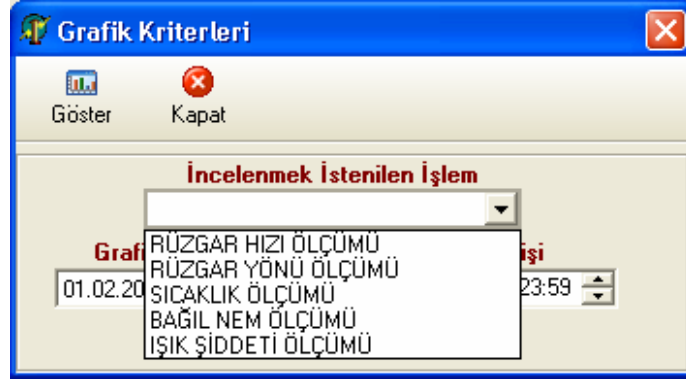 Grafik Kriterleri
Göster Kapat
İncelenmek İstenilen İşlem
RÜZGAR HIZI ÖLÇÜMÜ
RÜZGAR YÖNÜ ÖLÇÜMÜ
SICAKLIK ÖLÇÜMÜ
BAĞIL NEM ÖLÇÜMÜ
IŞIK ŞİDDETİ ÖLÇÜMÜ
01.02.20 23:59